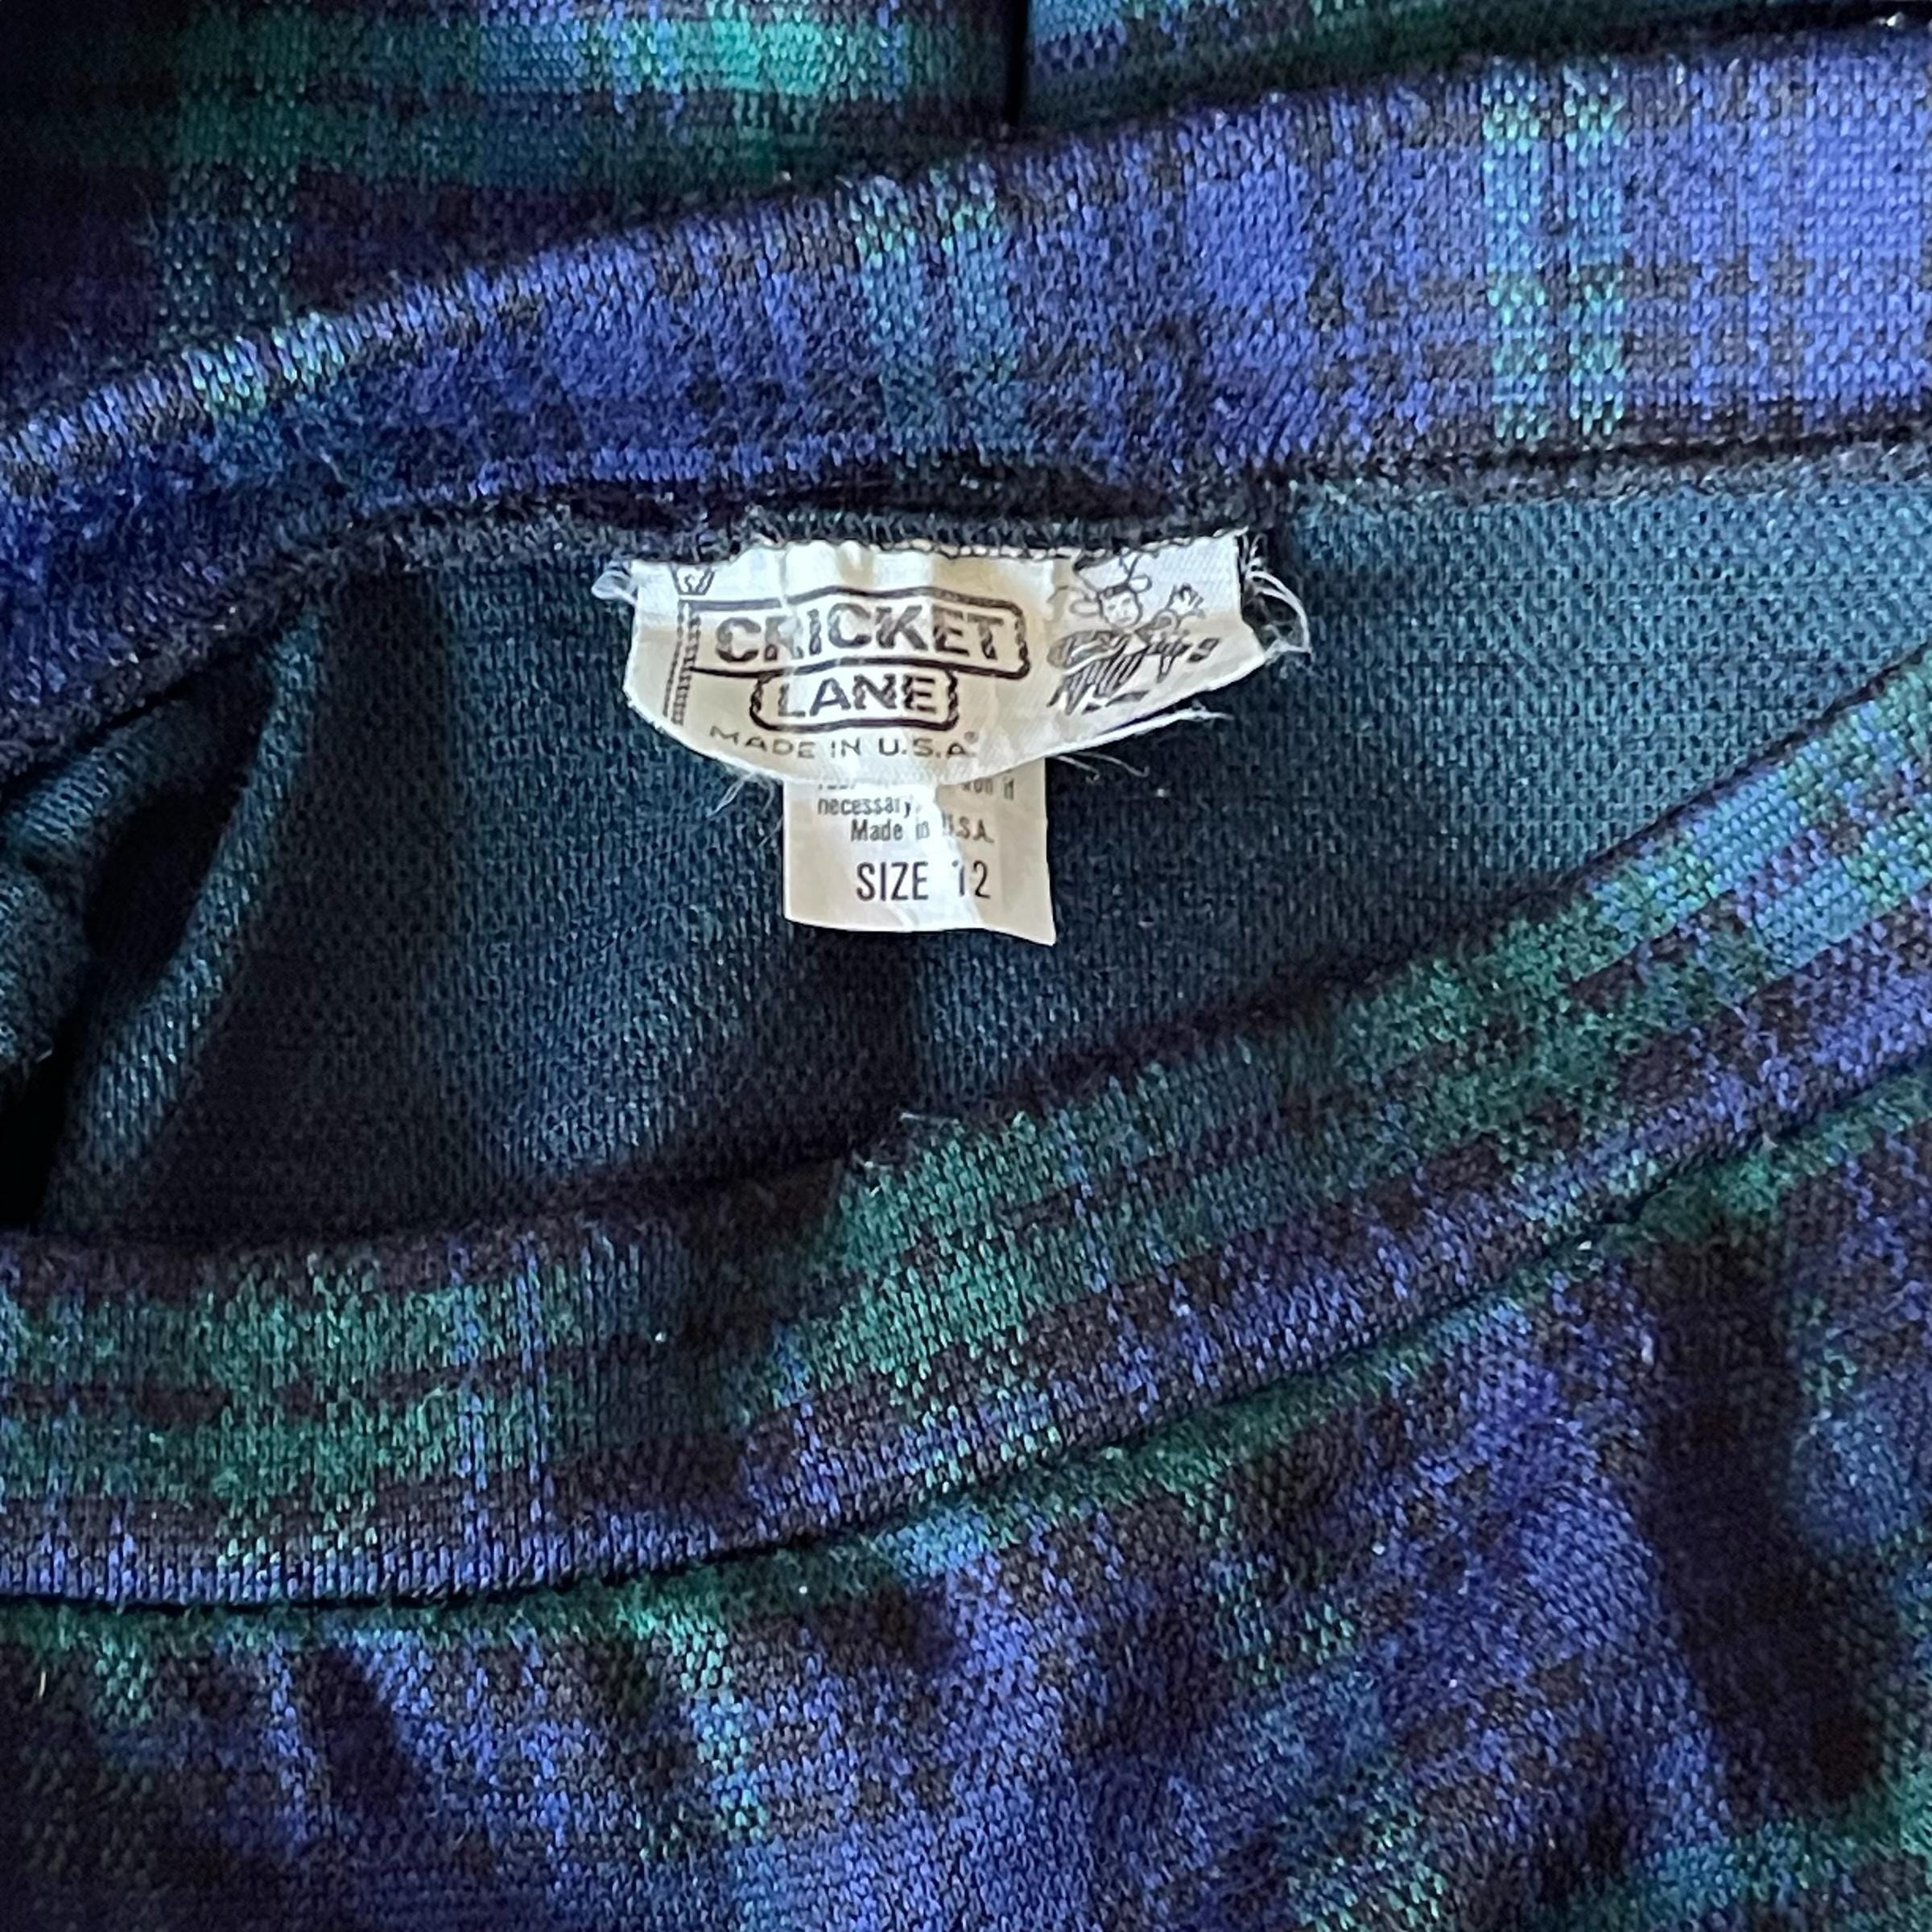 CRICKET
LANE
MADE IN U.S.A.®
necessary.
Made in U.S.A.
SIZE 12